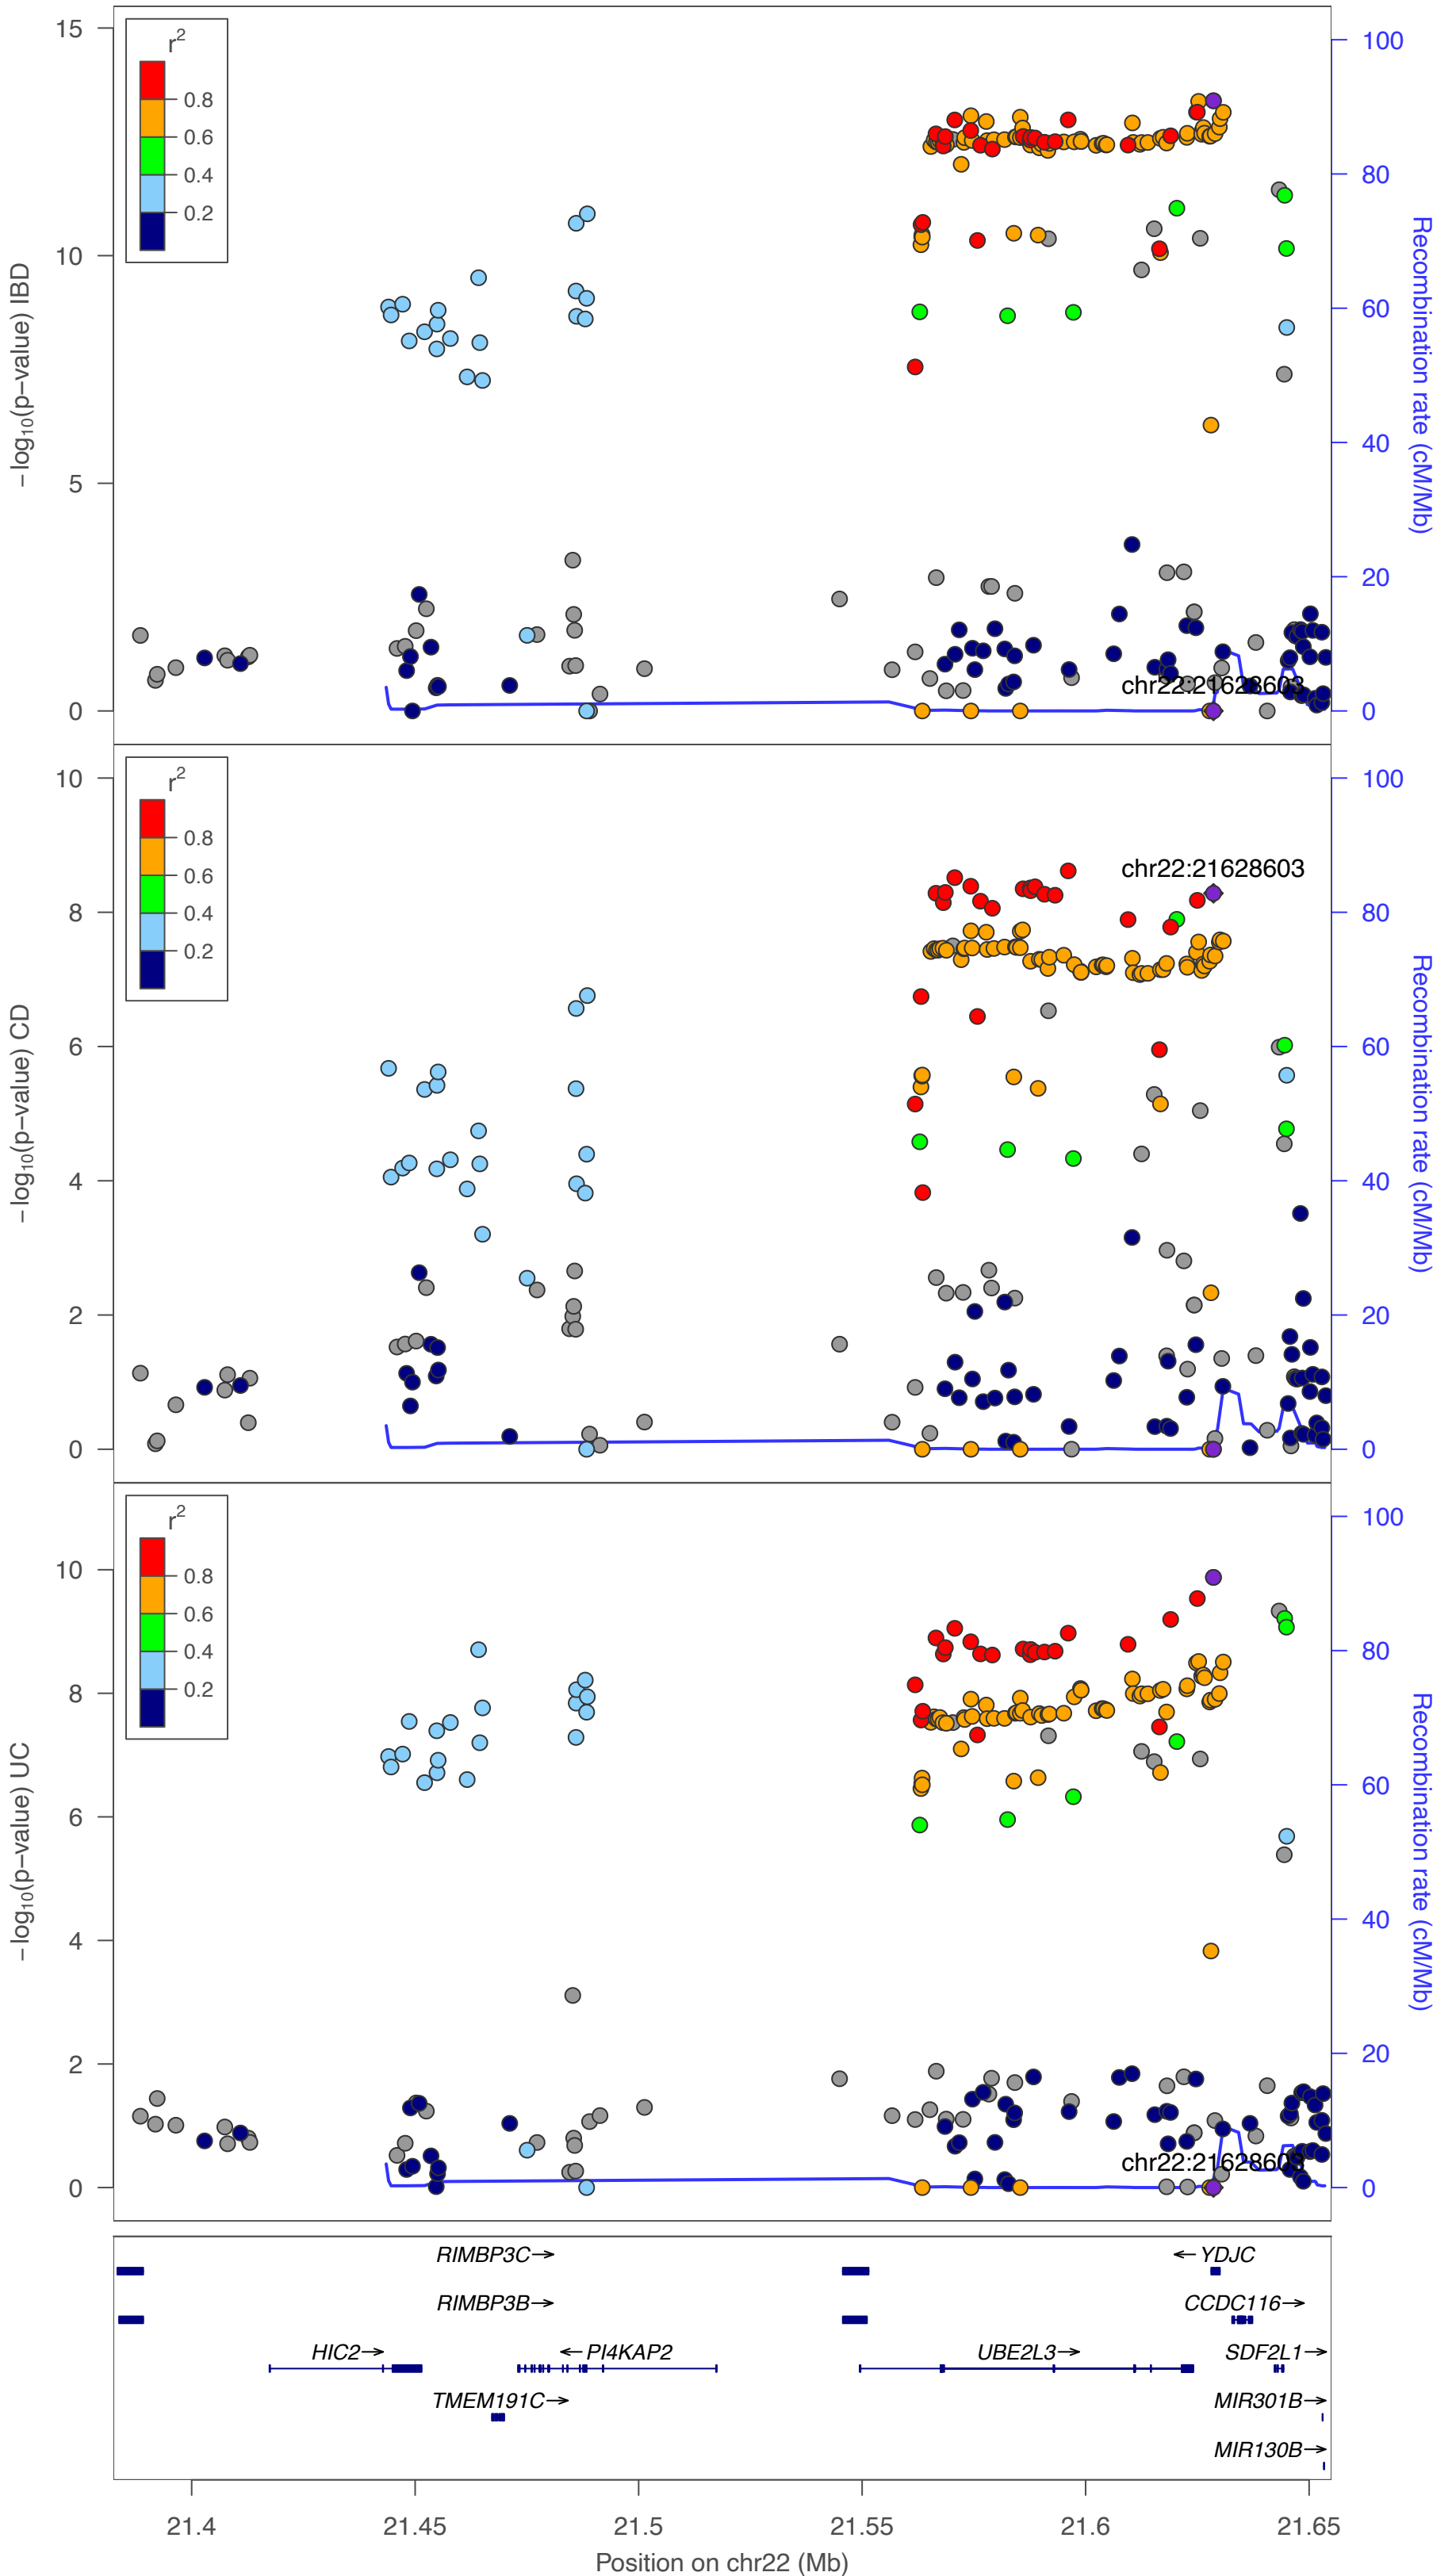 15
10
5
0
−log10(p−value) IBD
r2
0.8
0.6
0.4
0.2
100
80
60
40
20
0
Recombination rate (cM/Mb)
chr22:21628603
10
8
6
4
2
0
−log10(p−value) CD
r2
0.8
0.6
0.4
0.2
100
80
60
40
20
0
Recombination rate (cM/Mb)
chr22:21628603
10
8
6
4
2
0
−log10(p−value) UC
r2
0.8
0.6
0.4
0.2
100
80
60
40
20
0
Recombination rate (cM/Mb)
chr22:21628603
RIMBP3C→ ←YDJC
RIMBP3B→ CCDC116→
HIC2→ ←PI4KAP2 UBE2L3→ SDF2L1→
TMEM191C→ MIR301B→
MIR130B→
21.4 21.45 21.5 21.55 21.6 21.65
Position on chr22 (Mb)